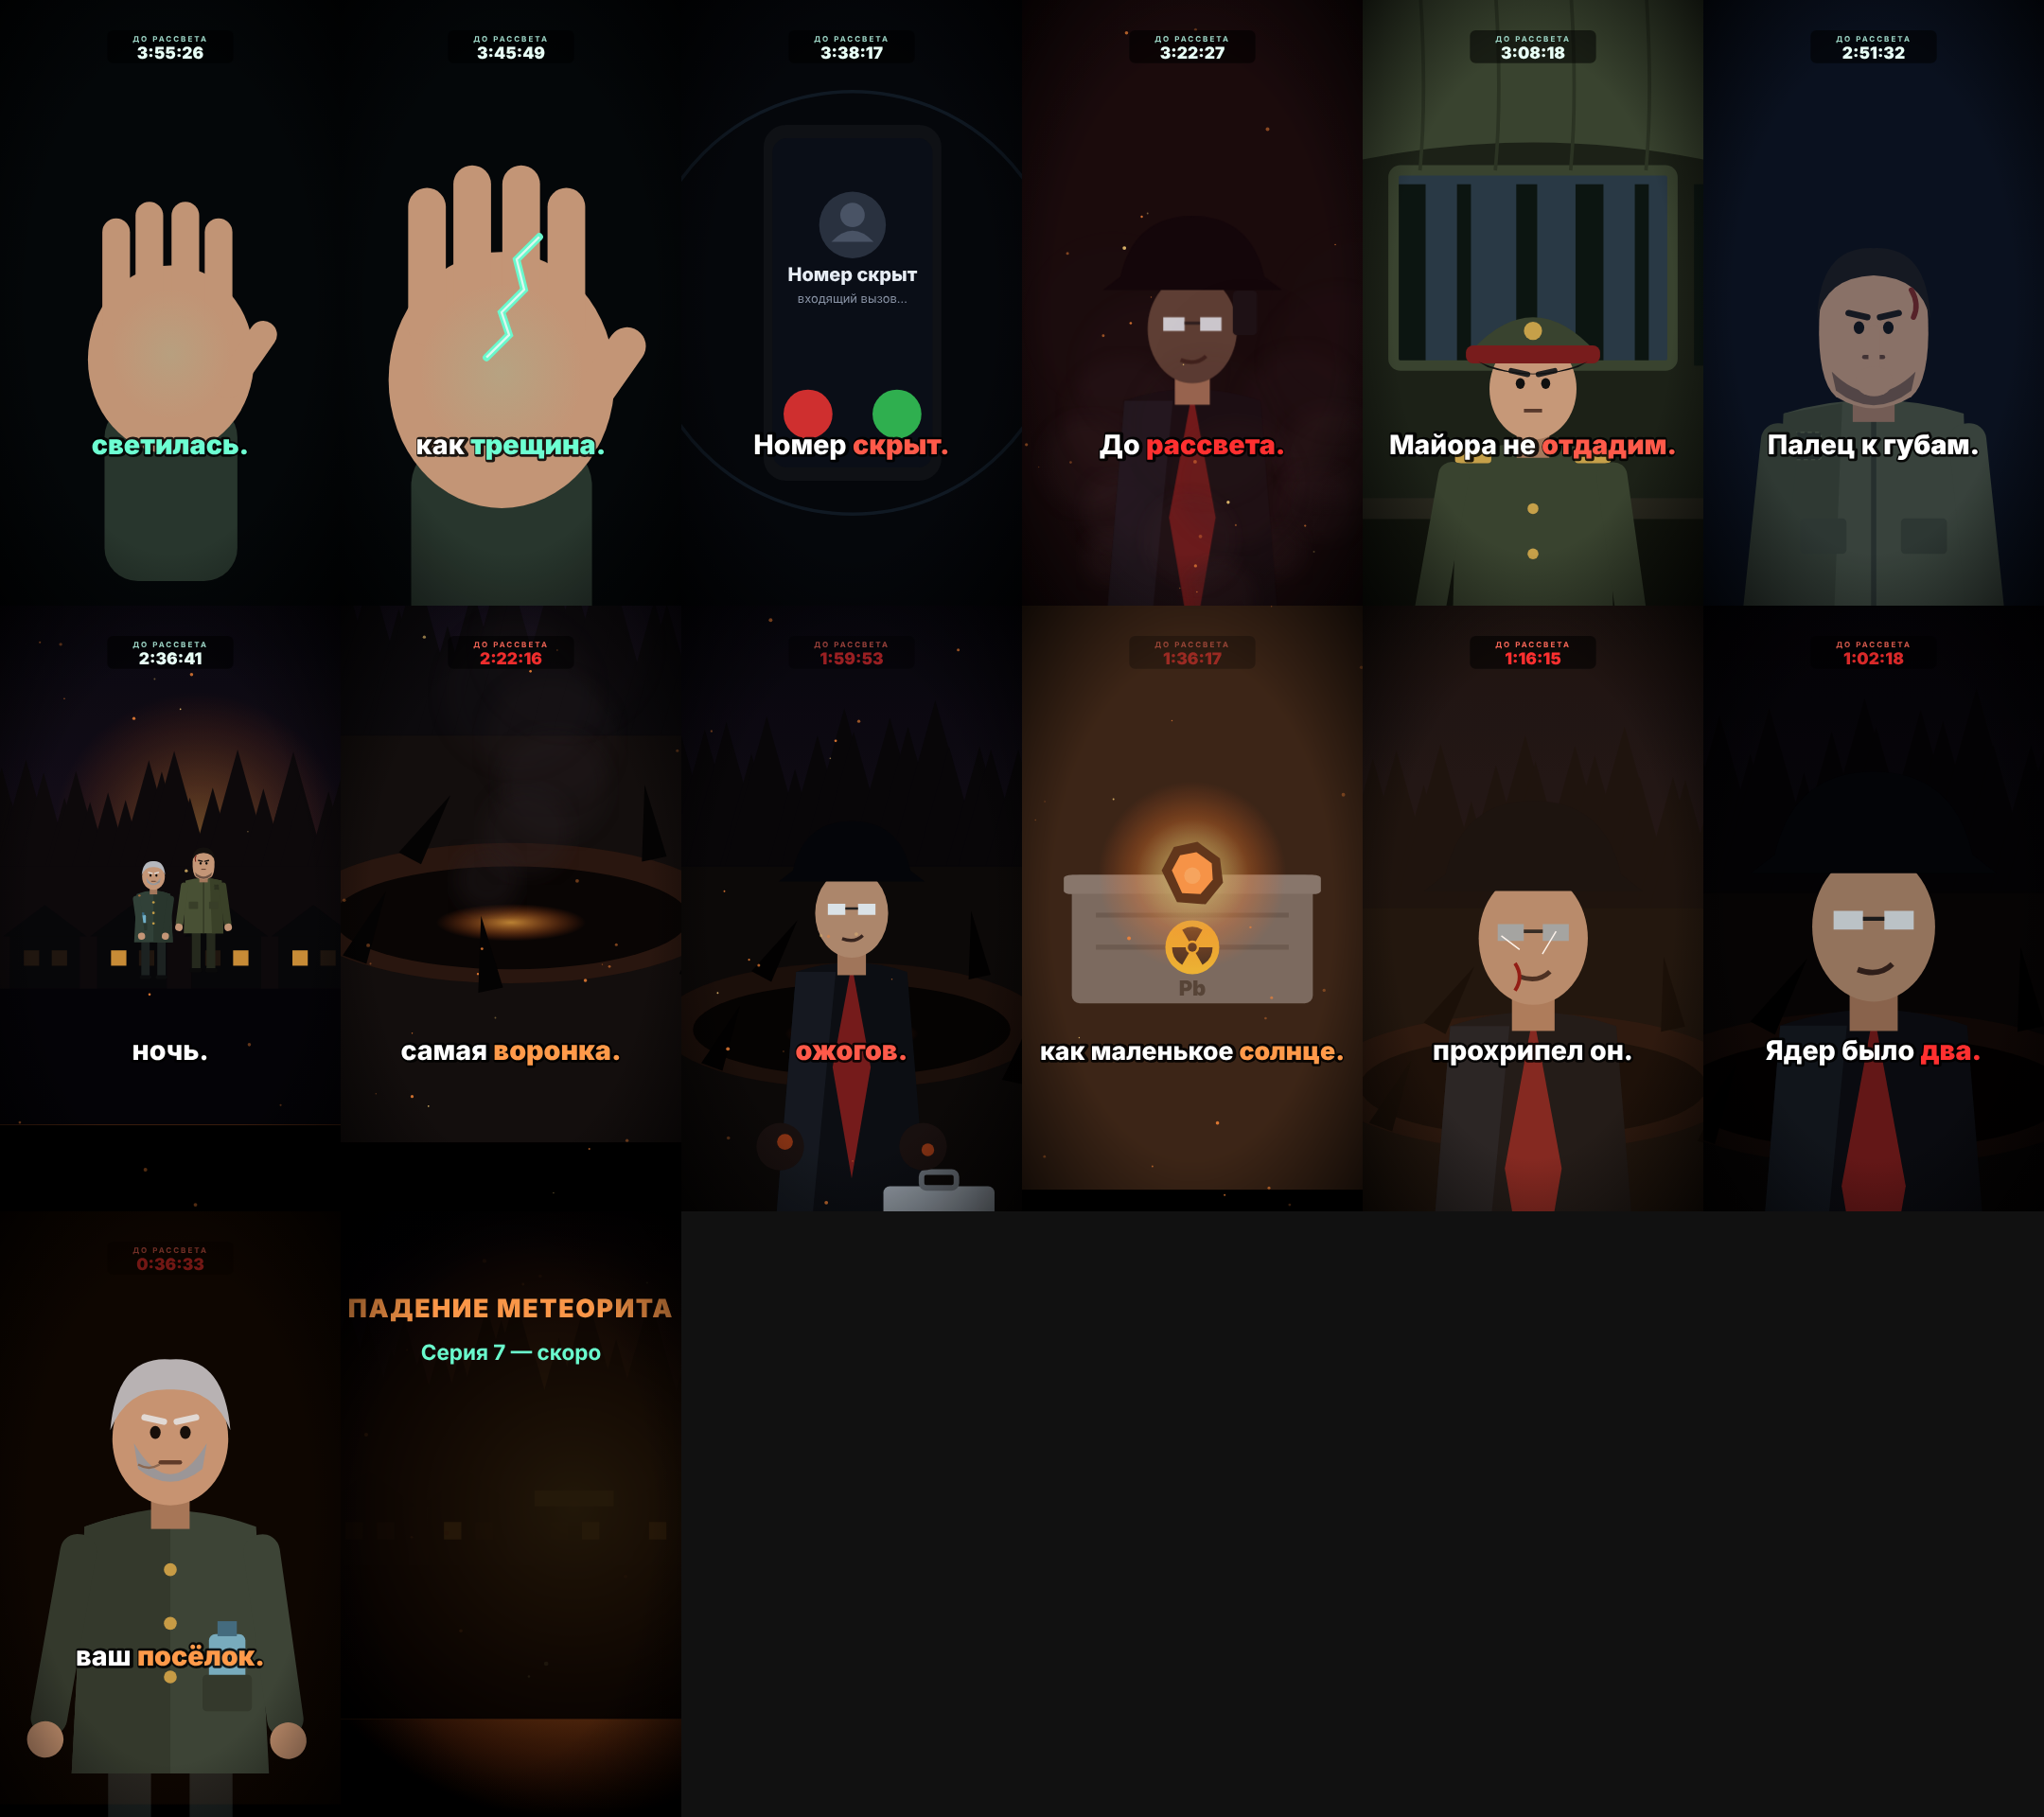 ДО РАССВЕТА
3:55:26
светилась.
ДО РАССВЕТА
3:45:49
как трещина.
ДО РАССВЕТА
3:38:17
Номер скрыт
входящий вызов...
Номер скрыт.
ДО РАССВЕТА
3:22:27
До рассвета.
ДО РАССВЕТА
3:08:18
Майора не отдадим.
ДО РАССВЕТА
2:51:32
Палец к губам.
ДО РАССВЕТА
2:36:41
ночь.
ДО РАССВЕТА
2:22:16
самая воронка.
ДО РАССВЕТА
1:59:53
ожогов.
ДО РАССВЕТА
1:36:17
Pb
как маленькое солнце.
ДО РАССВЕТА
1:16:15
прохрипел он.
ДО РАССВЕТА
1:02:18
Ядер было два.
ДО РАССВЕТА
0:36:33
ваш посёлок.
ПАДЕНИЕ МЕТЕОРИТА
Серия 7 — скоро